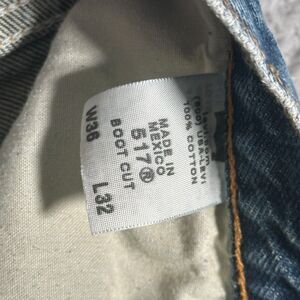 100% COTTON
MADE IN
MEXICO
517®
BOOT CUT
W36 L32